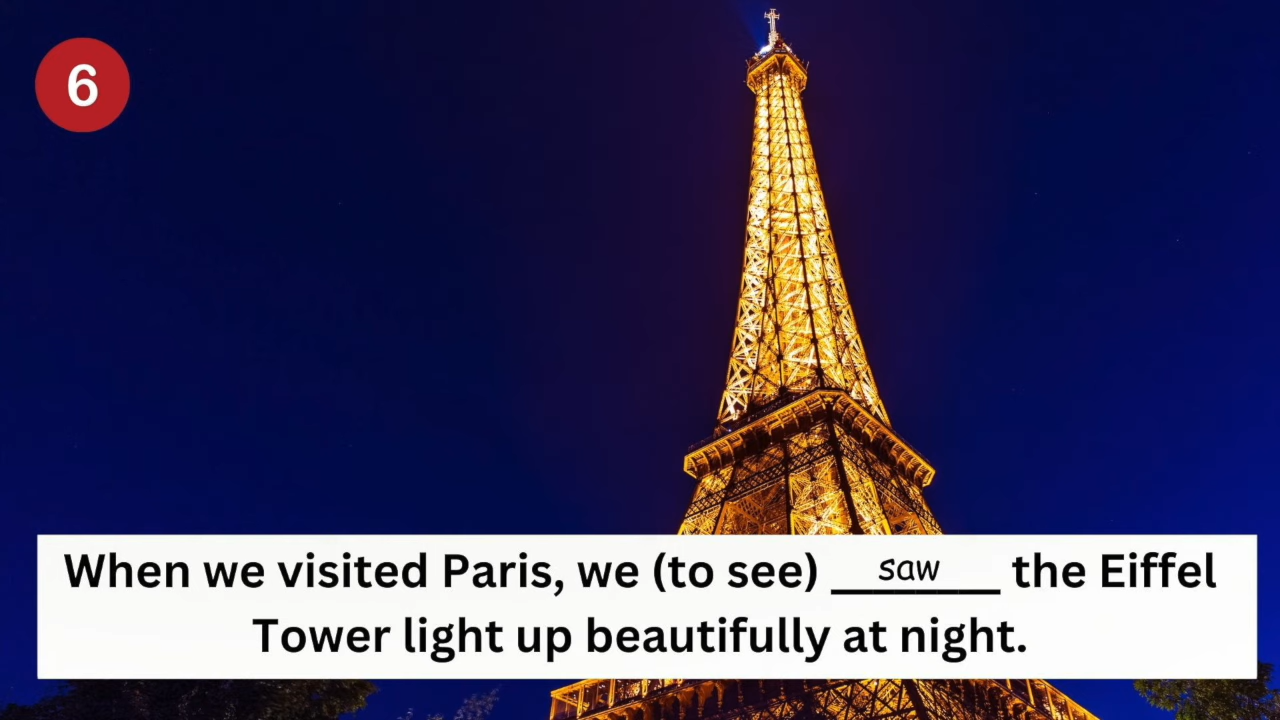 6
When we visited Paris, we (to see) saw the Eiffel
Tower light up beautifully at night.